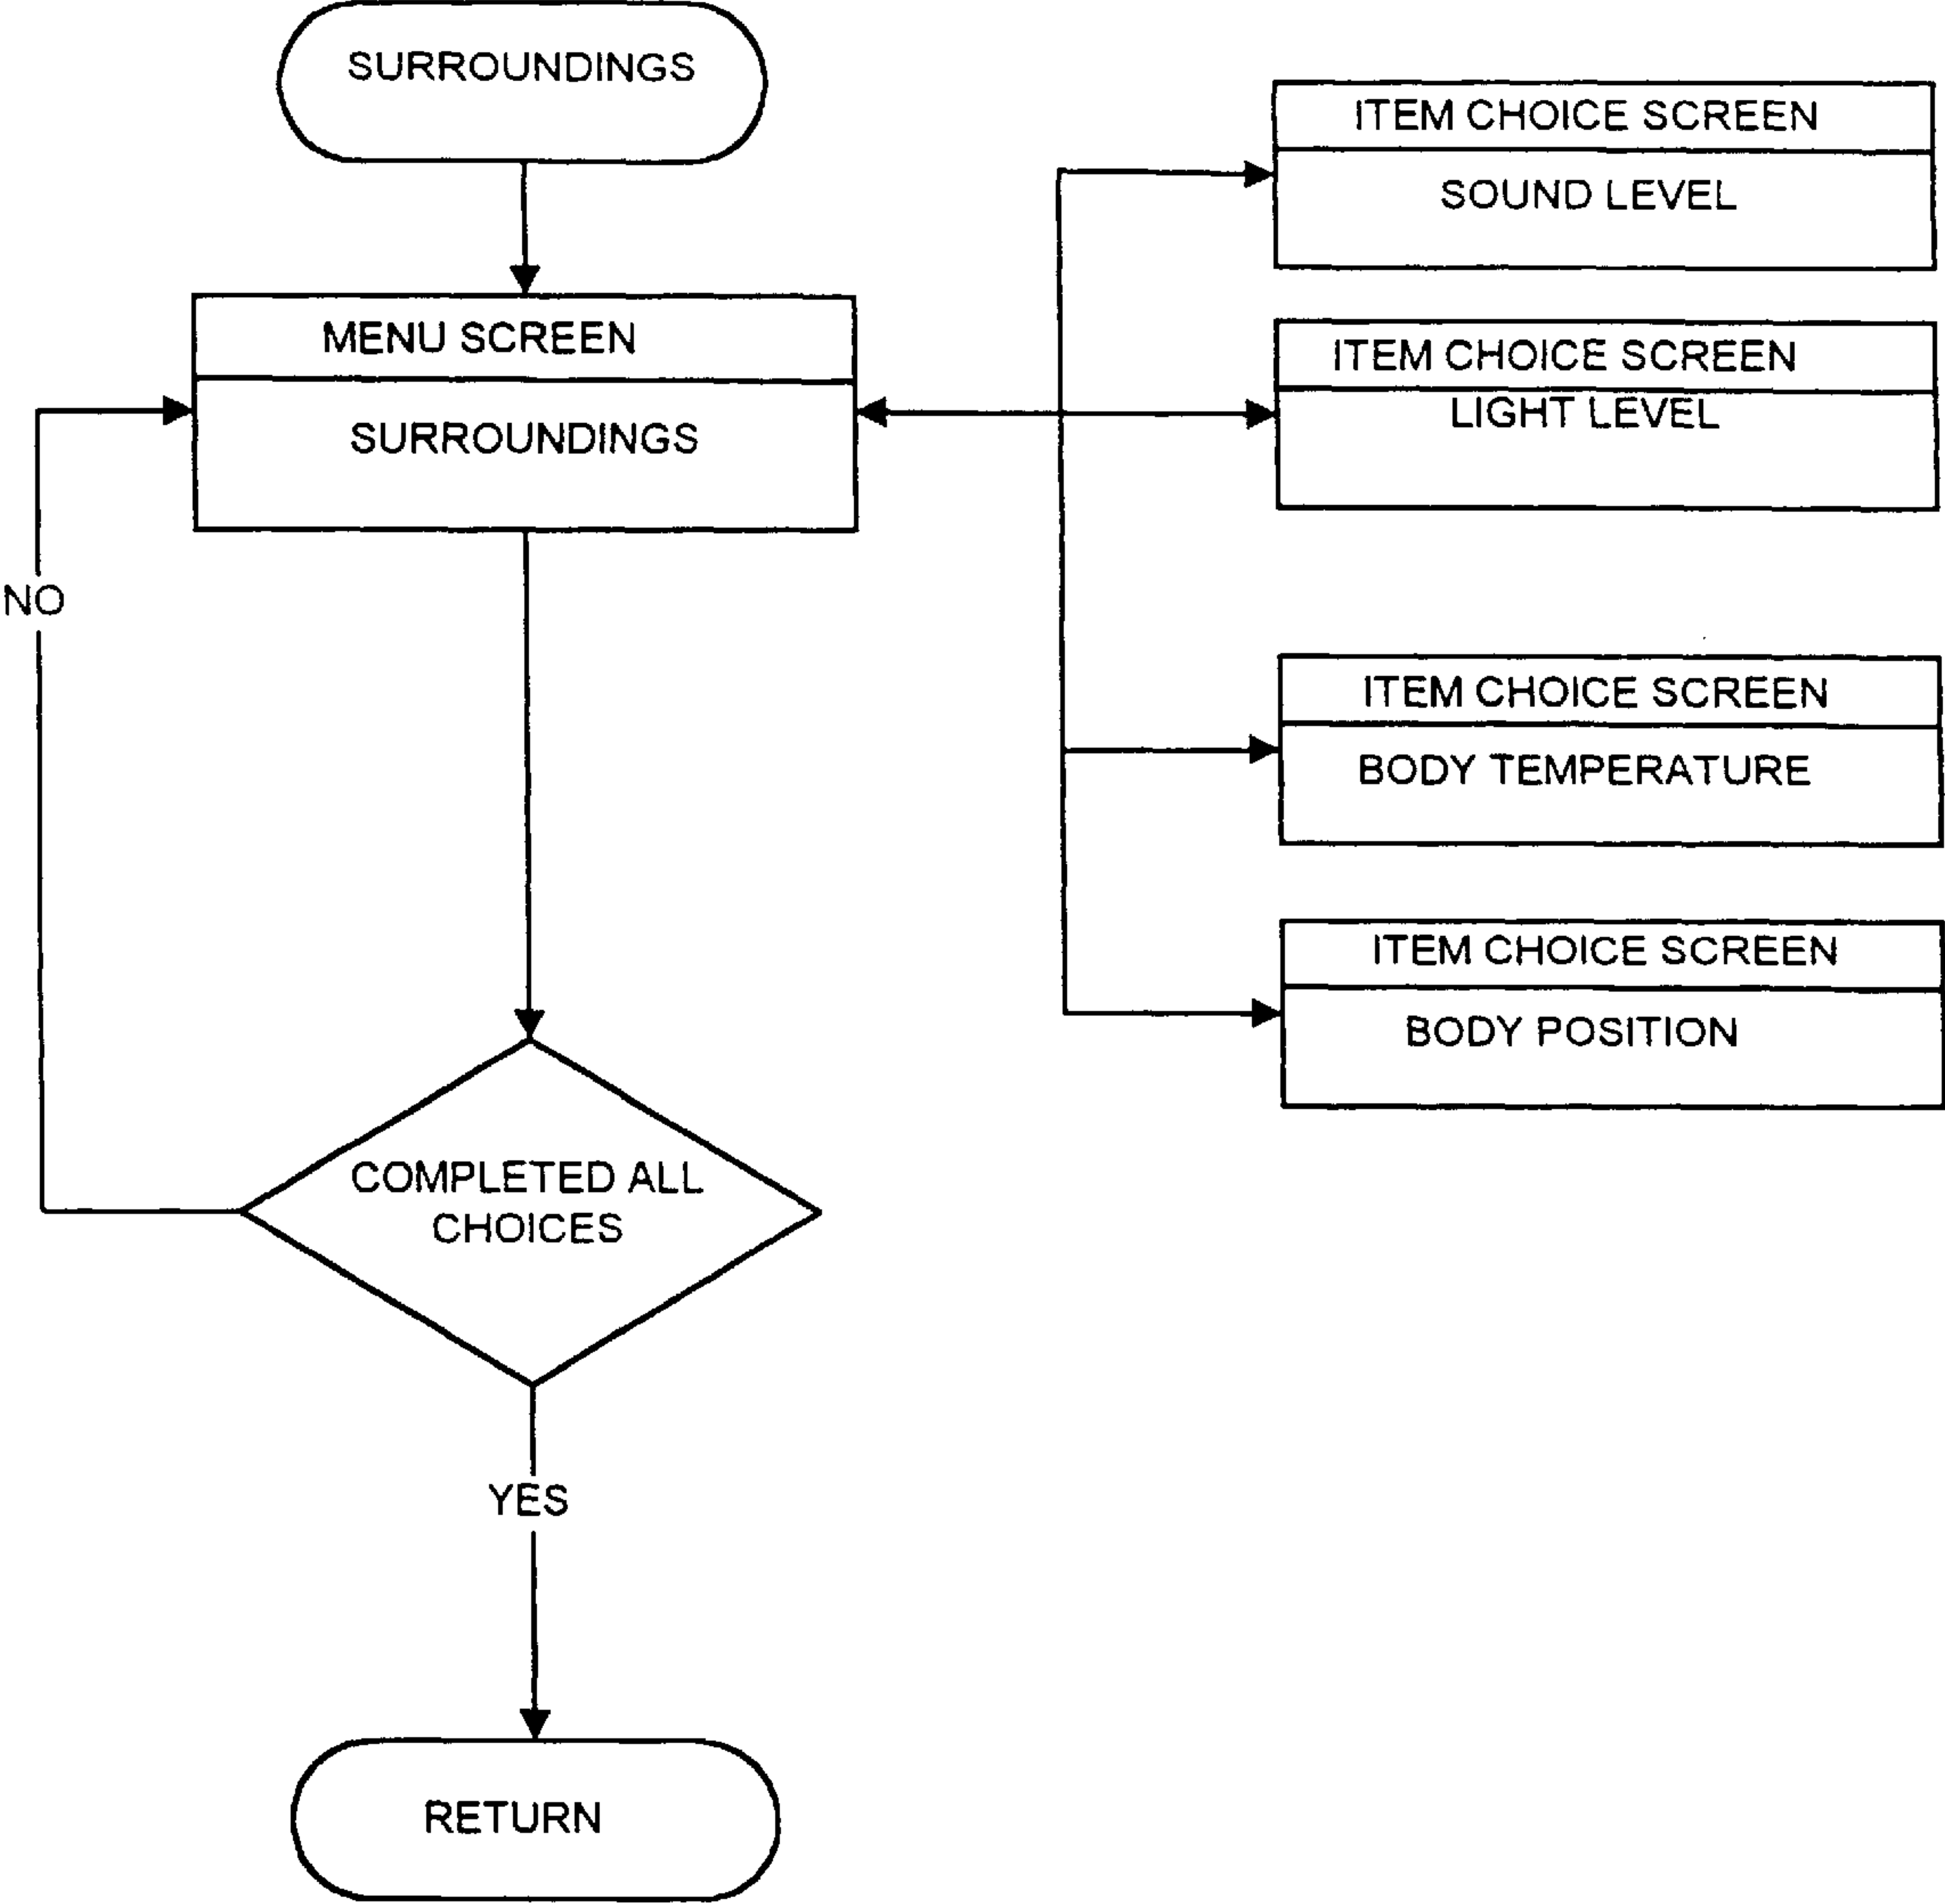 SURROUNDINGS
MENU SCREEN
SURROUNDINGS
NO
COMPLETED ALL
CHOICES
YES
RETURN
ITEM CHOICE SCREEN
SOUND LEVEL
ITEM CHOICE SCREEN
LIGHT LEVEL
ITEM CHOICE SCREEN
BODY TEMPERATURE
ITEM CHOICE SCREEN
BODY POSITION